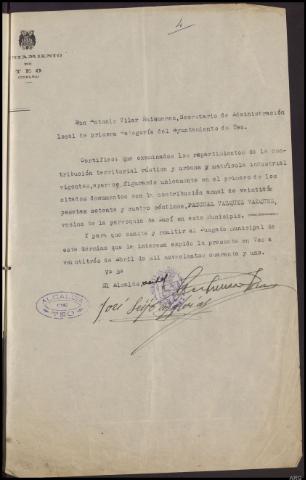 4
AYUNTAMIENTO
DE
TEO
(CORUÑA)
Don Antonio Vilar, Secretario de Administración
local de primera categoría del Ayuntamiento de Teo.
Certifico: que examinados los repartimientos de la con-
tribución territorial rústica y urbana y matrícula industrial
vigentes, aparece figurando unicamente en el primero de los
citados documentos con la contribución anual de veintitrés
pesetas setenta y cuatro céntimos, PASCUAL VAZQUEZ VAZQUEZ,
vecino de la parroquia de en este Municipio.
Y para que conste y remitir al Juzgado Municipal de
este término que le interesa expido la presente en Teo a
veintitrés de Abril de mil novecientos cuarenta y uno.
Vº Bº
El Alcalde,
ALCALDIA
DE
TEO